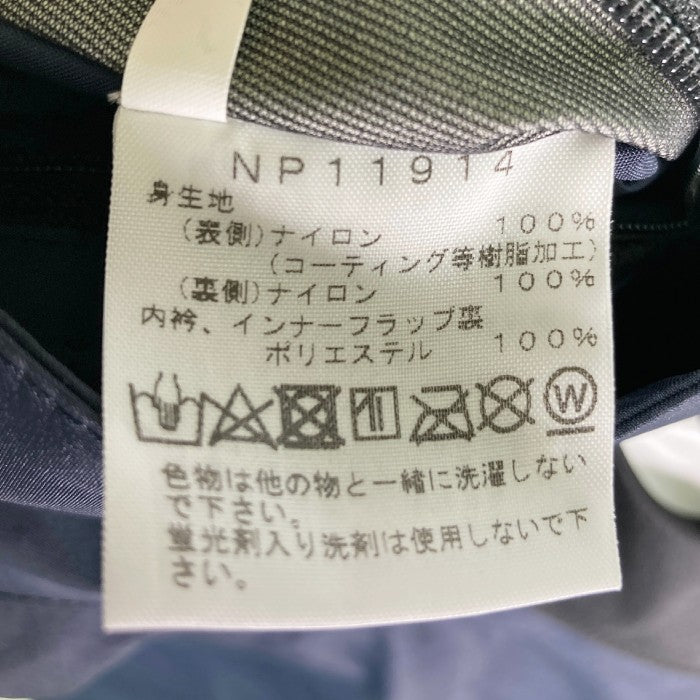 NP11914
身生地
(表側)ナイロン 100%
(コーティング等樹脂加工)
(裏側)ナイロン 100%
内衿、インナーフラップ裏
ポリエステル 100%
W
色物は他の物と一緒に洗濯しない
で下さい。
蛍光剤入り洗剤は使用しないで下
さい。